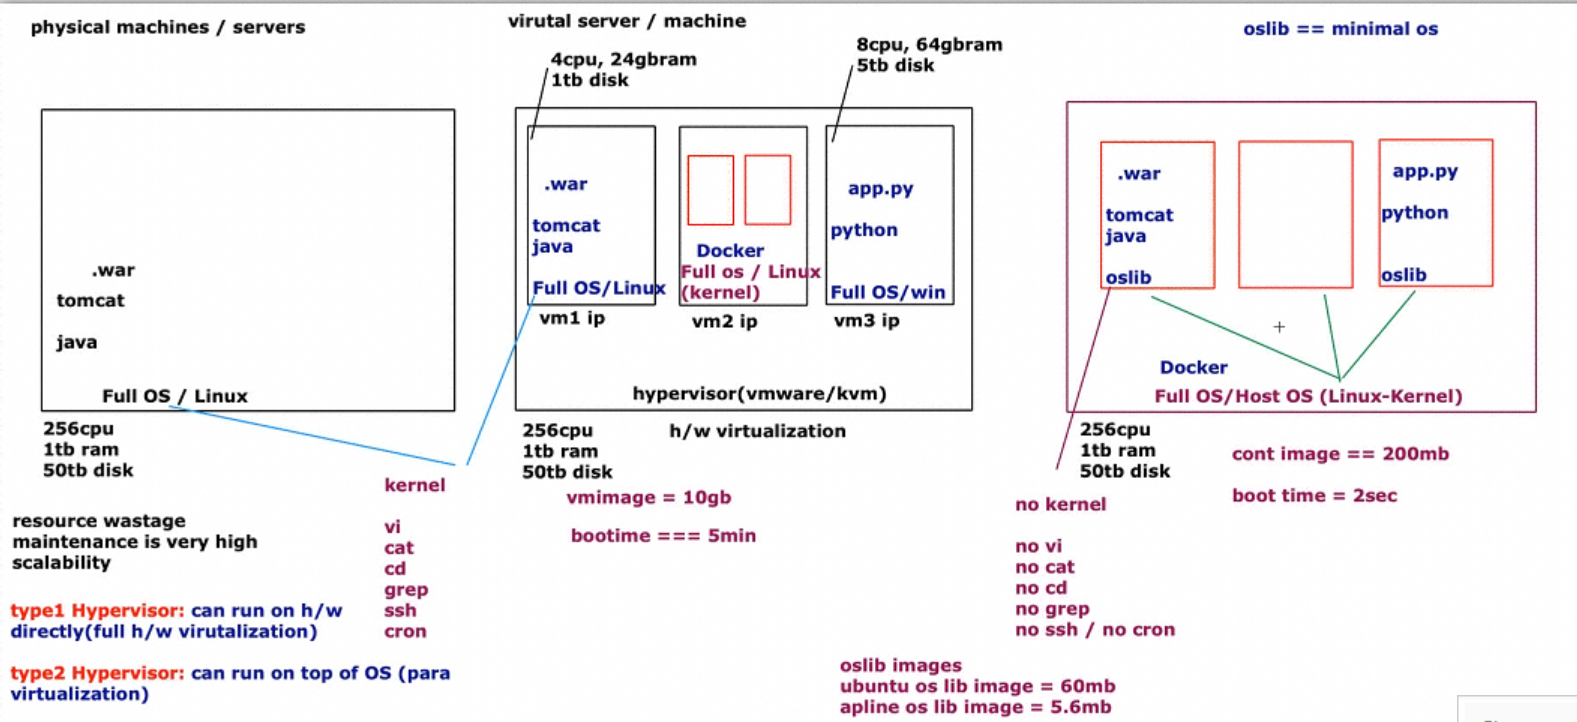 physical machines / servers
virutal server / machine
oslib == minimal os
4cpu, 24gbram
1tb disk
8cpu, 64gbram
5tb disk
.war
tomcat
java
Full OS / Linux
256cpu
1tb ram
50tb disk
resource wastage
maintenance is very high
scalability
type1 Hypervisor: can run on h/w
directly(full h/w virutalization)
type2 Hypervisor: can run on top of OS (para
virtualization)
kernel
vi
cat
cd
grep
ssh
cron
.war
tomcat
java
Full OS/Linux
vm1 ip
Docker
Full os / Linux
(kernel)
vm2 ip
app.py
python
Full OS/win
vm3 ip
hypervisor(vmware/kvm)
256cpu
1tb ram
50tb disk
h/w virtualization
vmimage = 10gb
bootime === 5min
.war
tomcat
java
oslib
app.py
python
oslib
Docker
Full OS/Host OS (Linux-Kernel)
256cpu
1tb ram
50tb disk
cont image == 200mb
boot time = 2sec
no kernel
no vi
no cat
no cd
no grep
no ssh / no cron
oslib images
ubuntu os lib image = 60mb
apline os lib image = 5.6mb